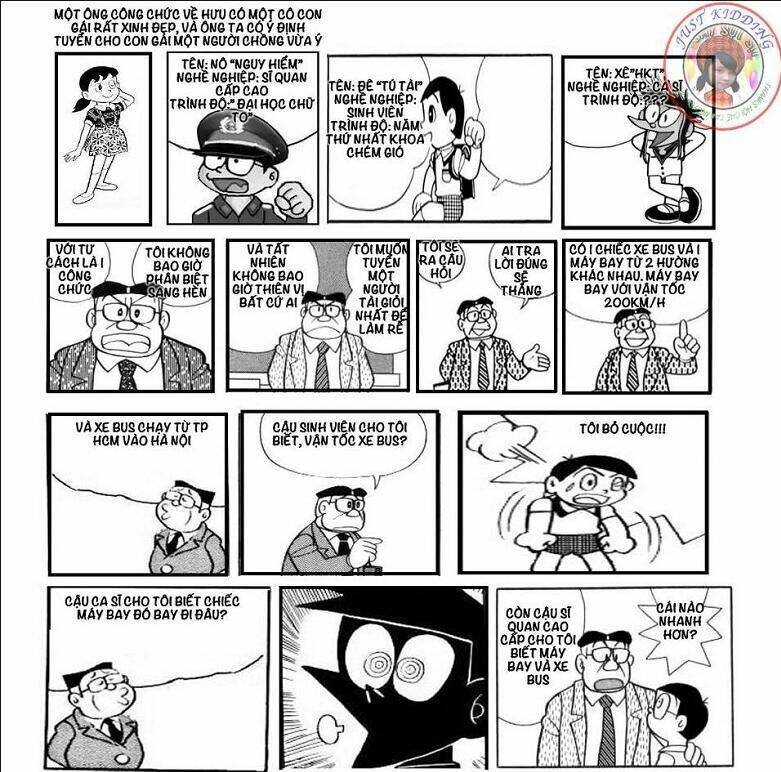 MỘT ÔNG CÔNG CHỨC VỀ HƯU CÓ MỘT CÔ CON
GÁI RẤT XINH ĐẸP, VÀ ÔNG TA CÓ Ý ĐỊNH
TUYỂN CHO CON GÁI MỘT NGƯỜI CHỒNG VỪA Ý
JUST KIDDING
TÊN: NÔ "NGUY HIỂM"
NGHỀ NGHIỆP: SĨ QUAN
CẤP CAO
TRÌNH ĐỘ:" ĐẠI HỌC CHỮ
TO"
TÊN: ĐÊ "TÚ TÀI"
NGHỀ NGHIỆP:
SINH VIÊN
TRÌNH ĐỘ: NĂM
THỨ NHẤT KHOA
CHÉM GIÓ
TÊN: XÊ"HKT"
NGHỀ NGHIỆP: CA SĨ
TRÌNH ĐỘ:???
VỚI TƯ
CÁCH LÀ 1
CÔNG
CHỨC
TÔI KHÔNG
BAO GIỜ
PHÂN BIỆT
SANG HÈN
VÀ TẤT
NHIÊN
KHÔNG BAO
GIỜ THIÊN VỊ
BẤT CỨ AI
TÔI MUỐN
TUYỂN
MỘT
NGƯỜI
TÀI GIỎI
NHẤT ĐỂ
LÀM RỂ
TÔI SẼ
RA CÂU
HỎI
AI TRẢ
LỜI ĐÚNG
SẼ
THẮNG
CÓ 1 CHIẾC XE BUS VÀ 1
MÁY BAY TỪ 2 HƯỚNG
KHÁC NHAU. MÁY BAY
BAY VỚI VẬN TỐC
200KM/H
VÀ XE BUS CHẠY TỪ TP
HCM VÀO HÀ NỘI
CẬU SINH VIÊN CHO TÔI
BIẾT, VẬN TỐC XE BUS?
TÔI BỎ CUỘC!!!
CẬU CA SĨ CHO TÔI BIẾT CHIẾC
MÁY BAY ĐÓ BAY ĐI ĐÂU?
CÒN CẬU SĨ
QUAN CAO
CẤP CHO TÔI
BIẾT MÁY
BAY VÀ XE
BUS
CÁI NÀO
NHANH
HƠN?